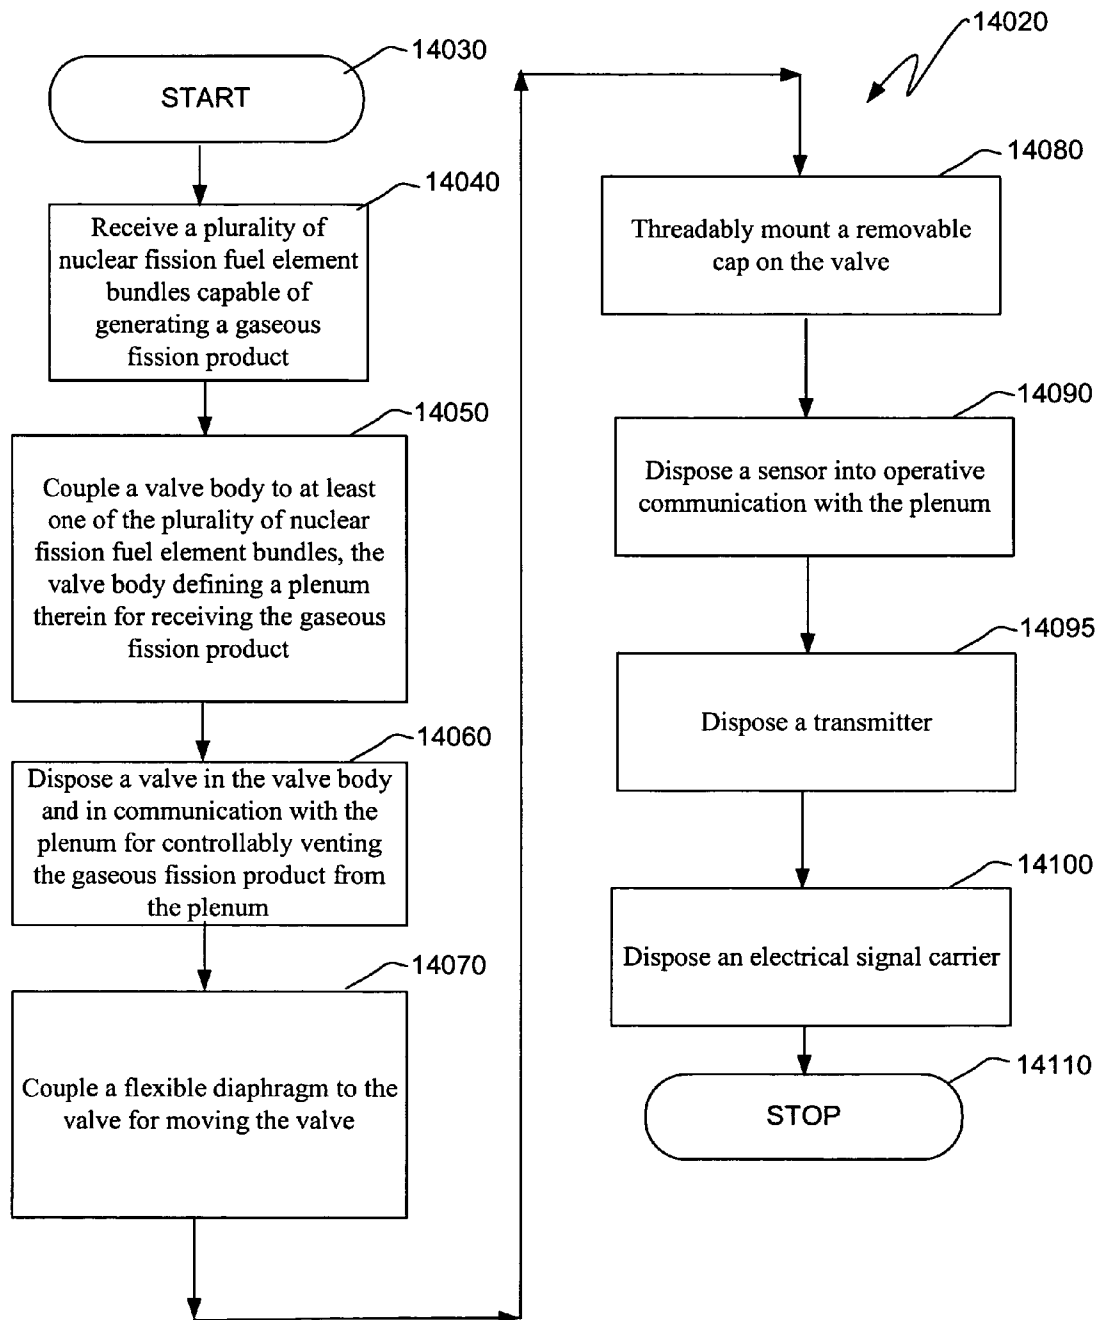 14030
START
14040
Receive a plurality of
nuclear fission fuel element
bundles capable of
generating a gaseous
fission product
14050
Couple a valve body to at least
one of the plurality of nuclear
fission fuel element bundles, the
valve body defining a plenum
therein for receiving the gaseous
fission product
14060
Dispose a valve in the valve body
and in communication with the
plenum for controllably venting
the gaseous fission product from
the plenum
14070
Couple a flexible diaphragm to the
valve for moving the valve
14020
14080
Threadably mount a removable
cap on the valve
14090
Dispose a sensor into operative
communication with the plenum
14095
Dispose a transmitter
14100
Dispose an electrical signal carrier
14110
STOP